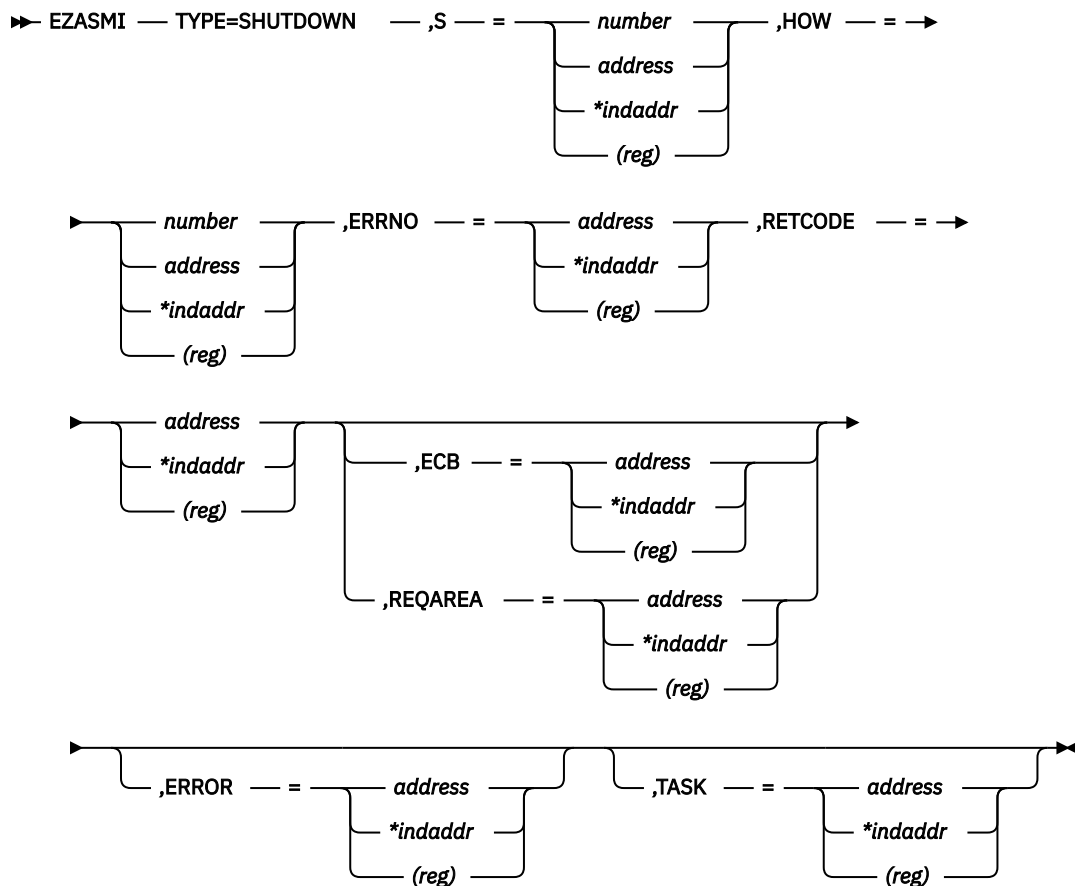 EZASMI TYPE=SHUTDOWN ,S = number ,HOW =
address
*indaddr
(reg)
number ,ERRNO = address ,RETCODE =
address *indaddr
*indaddr (reg)
(reg)
address
*indaddr ,ECB = address
(reg) *indaddr
(reg)
,REQAREA = address
*indaddr
(reg)
,ERROR = address ,TASK = address
*indaddr *indaddr
(reg) (reg)